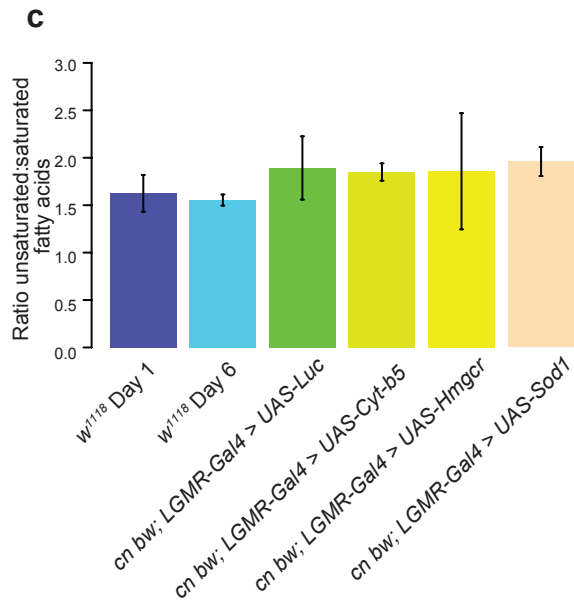 c
Ratio unsaturated:saturated
fatty acids
3.0
2.5
2.0
1.5
1.0
0.5
0.0
w¹¹¹⁸ Day 1
w¹¹¹⁸ Day 6
cn bw; LGMR-Gal4 > UAS-Luc
cn bw; LGMR-Gal4 > UAS-Cyt-b5
cn bw; LGMR-Gal4 > UAS-Hmgcr
cn bw; LGMR-Gal4 > UAS-Sod1